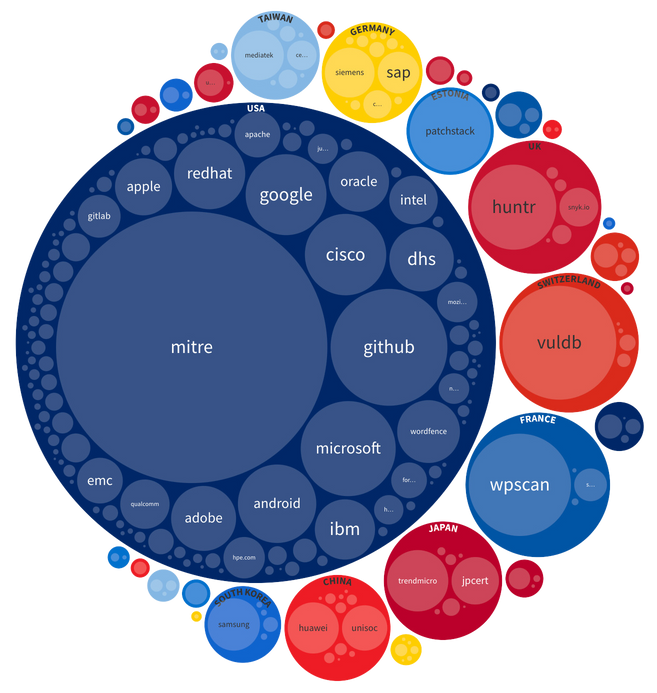 TAIWAN
mediatek
ce...
GERMANY
siemens
sap
c...
ESTONIA
patchstack
u...
USA
apache
ju...
redhat
apple
google
oracle
intel
gitlab
cisco
dhs
mozi...
mitre
github
n...
wordfence
microsoft
for...
emc
qualcomm
adobe
android
h...
ibm
hpe.com
UK
huntr
snyk.io
SWITZERLAND
vuldb
FRANCE
wpscan
s...
JAPAN
trendmicro
jpcert
CHINA
huawei
unisoc
SOUTH KOREA
samsung